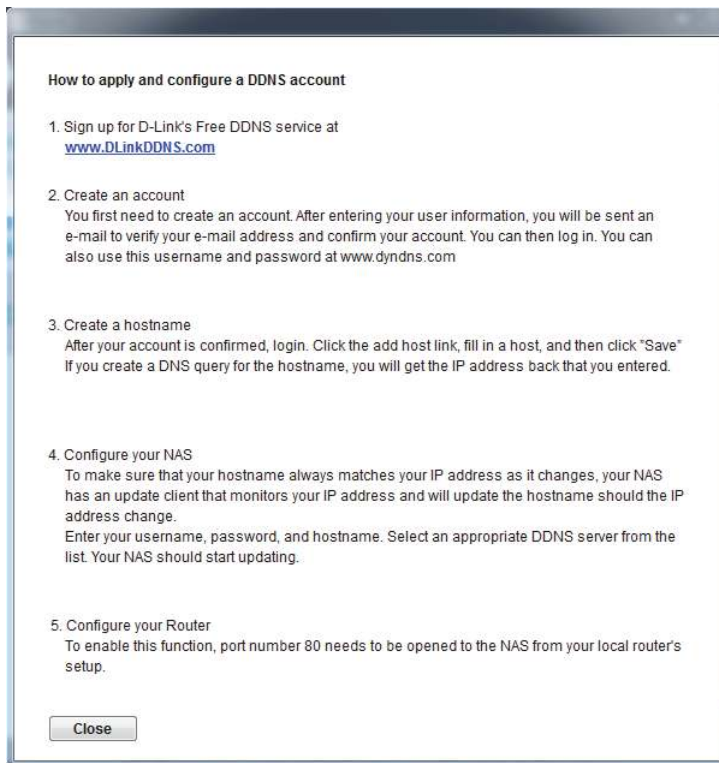 How to apply and configure a DDNS account
1. Sign up for D-Link's Free DDNS service at
www.DLinkDDNS.com
2. Create an account
You first need to create an account. After entering your user information, you will be sent an
e-mail to verify your e-mail address and confirm your account. You can then log in. You can
also use this username and password at www.dyndns.com
3. Create a hostname
After your account is confirmed, login. Click the add host link, fill in a host, and then click "Save"
If you create a DNS query for the hostname, you will get the IP address back that you entered.
4. Configure your NAS
To make sure that your hostname always matches your IP address as it changes, your NAS
has an update client that monitors your IP address and will update the hostname should the IP
address change.
Enter your username, password, and hostname. Select an appropriate DDNS server from the
list. Your NAS should start updating.
5. Configure your Router
To enable this function, port number 80 needs to be opened to the NAS from your local router's
setup.
Close